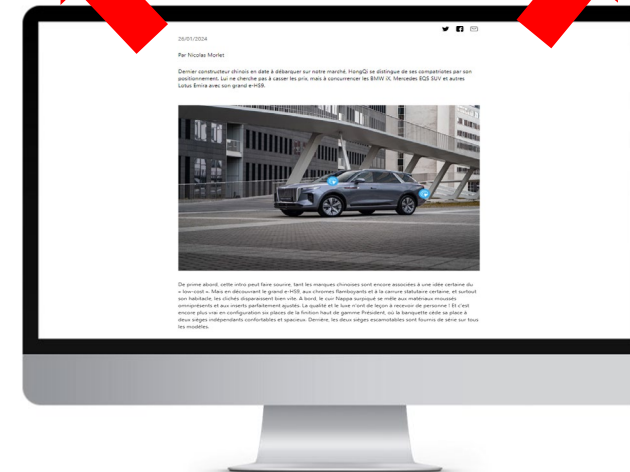 26/01/2024
Par Nicolas Morlet
Dernier constructeur chinois en date à débarquer sur notre marché, HongQi se distingue de ses compatriotes par son
positionnement. Lui ne cherche pas à casser les prix, mais à concurrencer les BMW iX, Mercedes EQS SUV et autres
Lotus Emira avec son grand e-HS9.
De prime abord, cette intro peut faire sourire, tant les marques chinoises sont encore associées à une idée certaine du
« low-cost ». Mais en découvrant le grand e-HS9, aux chromes flamboyants et à la carrure statutaire certaine, et surtout
son habitacle, les clichés disparaissent bien vite. A bord, le cuir Nappa surpiqué se mêle aux matériaux moussés
omniprésents et aux inserts parfaitement ajustés. La qualité et le luxe n'ont de leçon à recevoir de personne ! Et c'est
encore plus vrai en configuration six places de la finition haut de gamme Président, où la banquette cède sa place à
deux sièges indépendants confortables et spacieux. Derrière, les deux sièges escamotables sont fournis de série sur tous
les modèles.